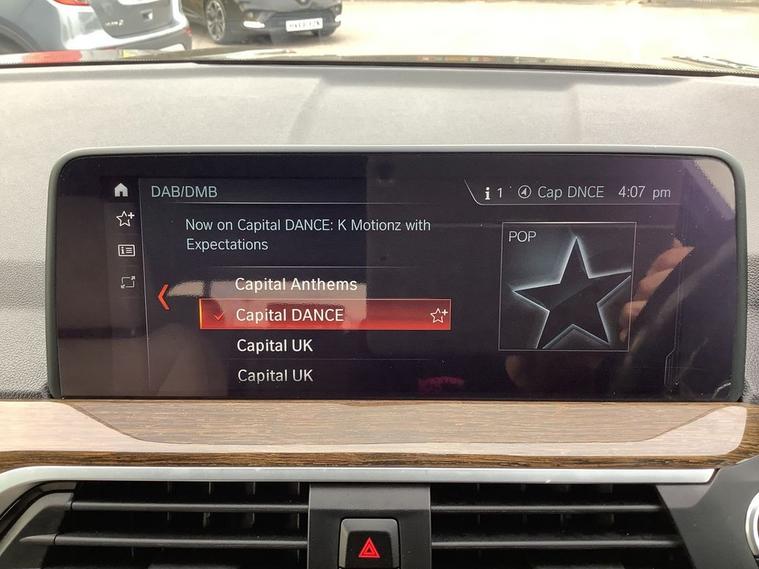 DAB/DMB
i 1 Cap DNCE 4:07 pm
Now on Capital DANCE: K Motionz with
Expectations
POP
Capital Anthems
Capital DANCE
Capital UK
Capital UK